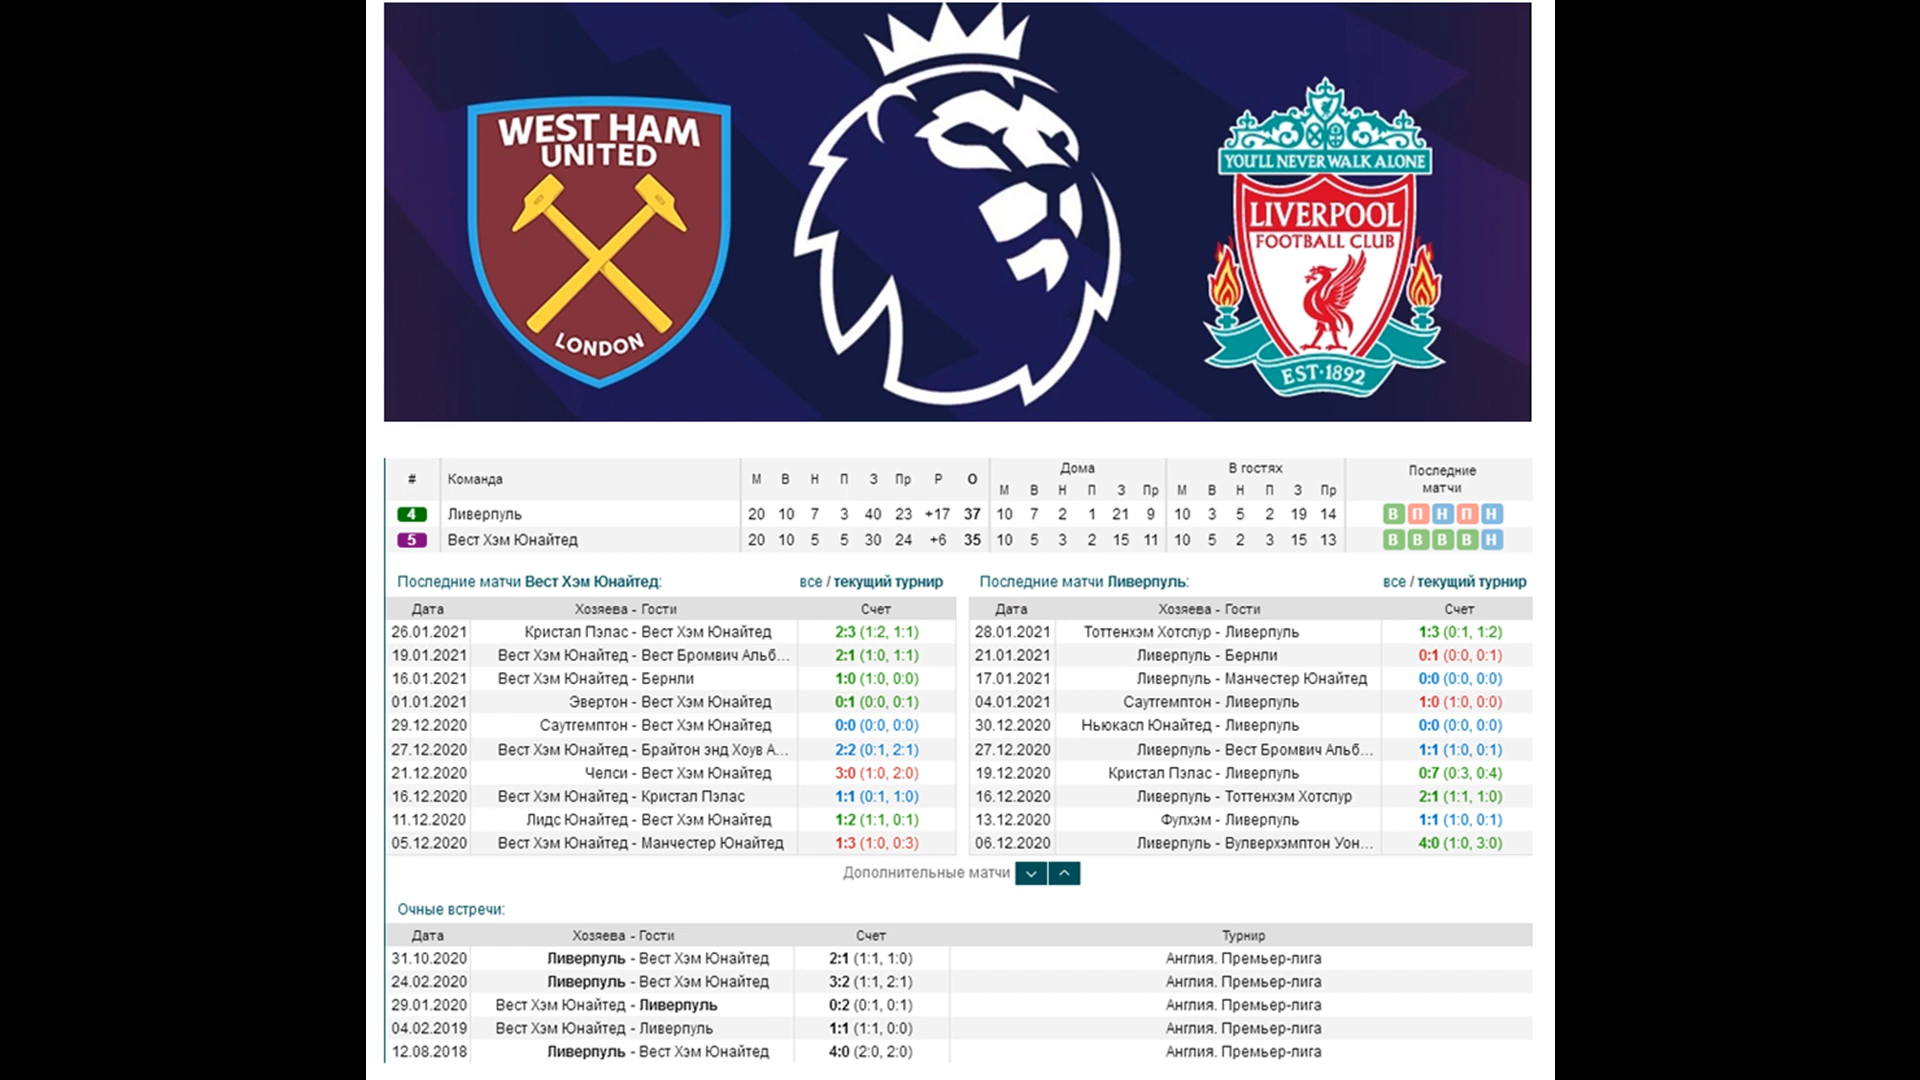 WEST HAM
UNITED
LONDON
YOU'LL NEVER WALK ALONE
LIVERPOOL
FOOTBALL CLUB
EST·1892
# Команда М В Н П З Пр Р О Дома М В Н П З Пр В гостях М В Н П З Пр Последние матчи
4 Ливерпуль 20 10 7 3 40 23 +17 37 10 7 2 1 21 9 10 3 5 2 19 14 В П Н П Н
5 Вест Хэм Юнайтед 20 10 5 5 30 24 +6 35 10 5 3 2 15 11 10 5 2 3 15 13 В В В В Н
Последние матчи Вест Хэм Юнайтед: все / текущий турнир
Дата Хозяева - Гости Счет
26.01.2021 Кристал Пэлас - Вест Хэм Юнайтед 2:3 (1:2, 1:1)
19.01.2021 Вест Хэм Юнайтед - Вест Бромвич Альб... 2:1 (1:0, 1:1)
16.01.2021 Вест Хэм Юнайтед - Бернли 1:0 (1:0, 0:0)
01.01.2021 Эвертон - Вест Хэм Юнайтед 0:1 (0:0, 0:1)
29.12.2020 Саутгемптон - Вест Хэм Юнайтед 0:0 (0:0, 0:0)
27.12.2020 Вест Хэм Юнайтед - Брайтон энд Хоув А... 2:2 (0:1, 2:1)
21.12.2020 Челси - Вест Хэм Юнайтед 3:0 (1:0, 2:0)
16.12.2020 Вест Хэм Юнайтед - Кристал Пэлас 1:1 (0:1, 1:0)
11.12.2020 Лидс Юнайтед - Вест Хэм Юнайтед 1:2 (1:1, 0:1)
05.12.2020 Вест Хэм Юнайтед - Манчестер Юнайтед 1:3 (1:0, 0:3)
Последние матчи Ливерпуль: все / текущий турнир
Дата Хозяева - Гости Счет
28.01.2021 Тоттенхэм Хотспур - Ливерпуль 1:3 (0:1, 1:2)
21.01.2021 Ливерпуль - Бернли 0:1 (0:0, 0:1)
17.01.2021 Ливерпуль - Манчестер Юнайтед 0:0 (0:0, 0:0)
04.01.2021 Саутгемптон - Ливерпуль 1:0 (1:0, 0:0)
30.12.2020 Ньюкасл Юнайтед - Ливерпуль 0:0 (0:0, 0:0)
27.12.2020 Ливерпуль - Вест Бромвич Альб... 1:1 (1:0, 0:1)
19.12.2020 Кристал Пэлас - Ливерпуль 0:7 (0:3, 0:4)
16.12.2020 Ливерпуль - Тоттенхэм Хотспур 2:1 (1:1, 1:0)
13.12.2020 Фулхэм - Ливерпуль 1:1 (1:0, 0:1)
06.12.2020 Ливерпуль - Вулверхэмптон Уон... 4:0 (1:0, 3:0)
Дополнительные матчи
Очные встречи:
Дата Хозяева - Гости Счет Турнир
31.10.2020 Ливерпуль - Вест Хэм Юнайтед 2:1 (1:1, 1:0) Англия. Премьер-лига
24.02.2020 Ливерпуль - Вест Хэм Юнайтед 3:2 (1:1, 2:1) Англия. Премьер-лига
29.01.2020 Вест Хэм Юнайтед - Ливерпуль 0:2 (0:1, 0:1) Англия. Премьер-лига
04.02.2019 Вест Хэм Юнайтед - Ливерпуль 1:1 (1:1, 0:0) Англия. Премьер-лига
12.08.2018 Ливерпуль - Вест Хэм Юнайтед 4:0 (2:0, 2:0) Англия. Премьер-лига